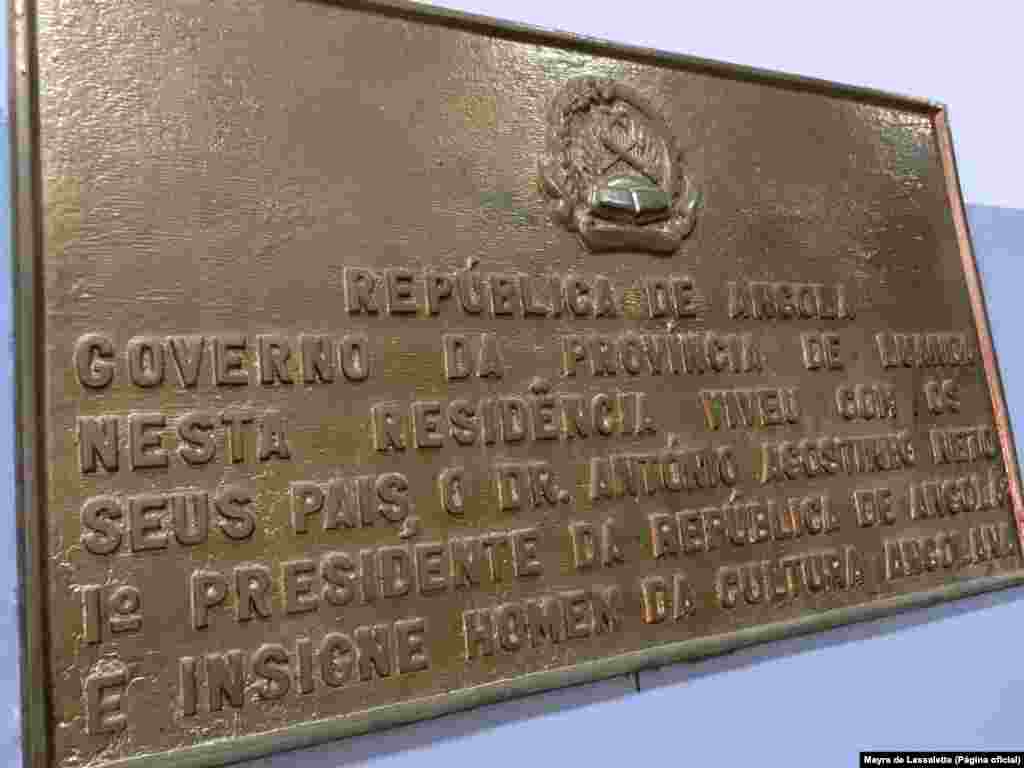 REPÚBLICA DE ANGOLA
GOVERNO DA PROVÍNCIA DE LUANDA
NESTA RESIDÊNCIA VIVEU COM OS
SEUS PAIS, O DR. ANTÓNIO AGOSTINHO NETO
1º PRESIDENTE DA REPÚBLICA DE ANGOLA
E INSIGNE HOMEM DA CULTURA ANGOLANA
Mayra de Lassalette (Página oficial)